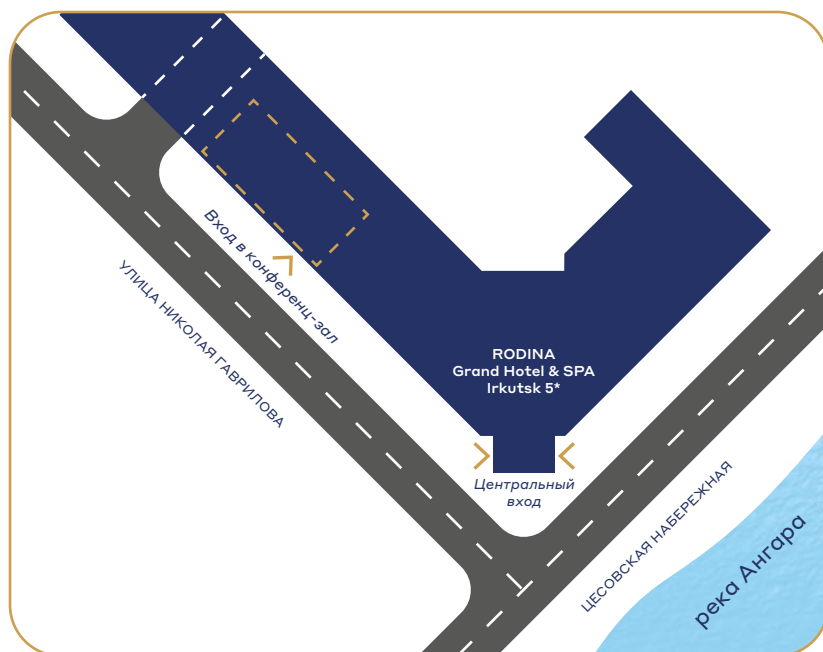 Вход в конференц-зал
УЛИЦА НИКОЛАЯ ГАВРИЛОВА
RODINA
Grand Hotel & SPA
Irkutsk 5*
Центральный
вход
ЦЕСОВСКАЯ НАБЕРЕЖНАЯ
река Ангара